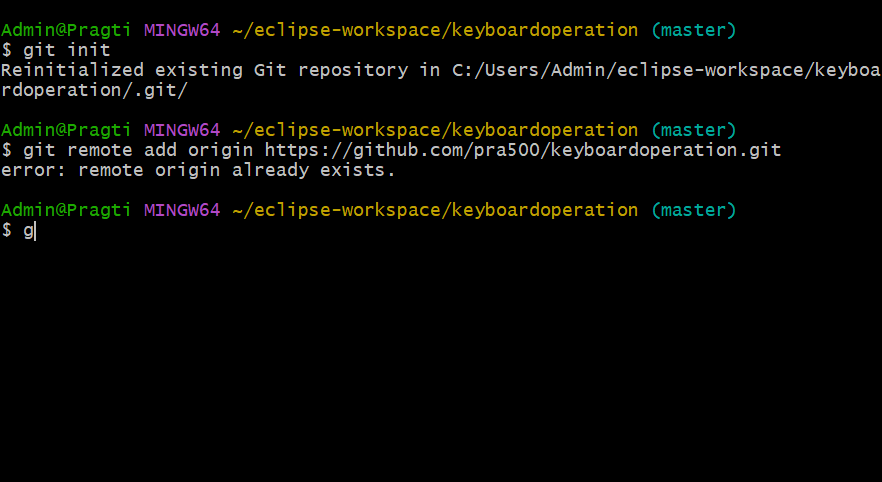 Admin@Pragti MINGW64 ~/eclipse-workspace/keyboardoperation (master)
$ git init
Reinitialized existing Git repository in C:/Users/Admin/eclipse-workspace/keyboa
rdoperation/.git/
Admin@Pragti MINGW64 ~/eclipse-workspace/keyboardoperation (master)
$ git remote add origin https://github.com/pra500/keyboardoperation.git
error: remote origin already exists.
Admin@Pragti MINGW64 ~/eclipse-workspace/keyboardoperation (master)
$ g